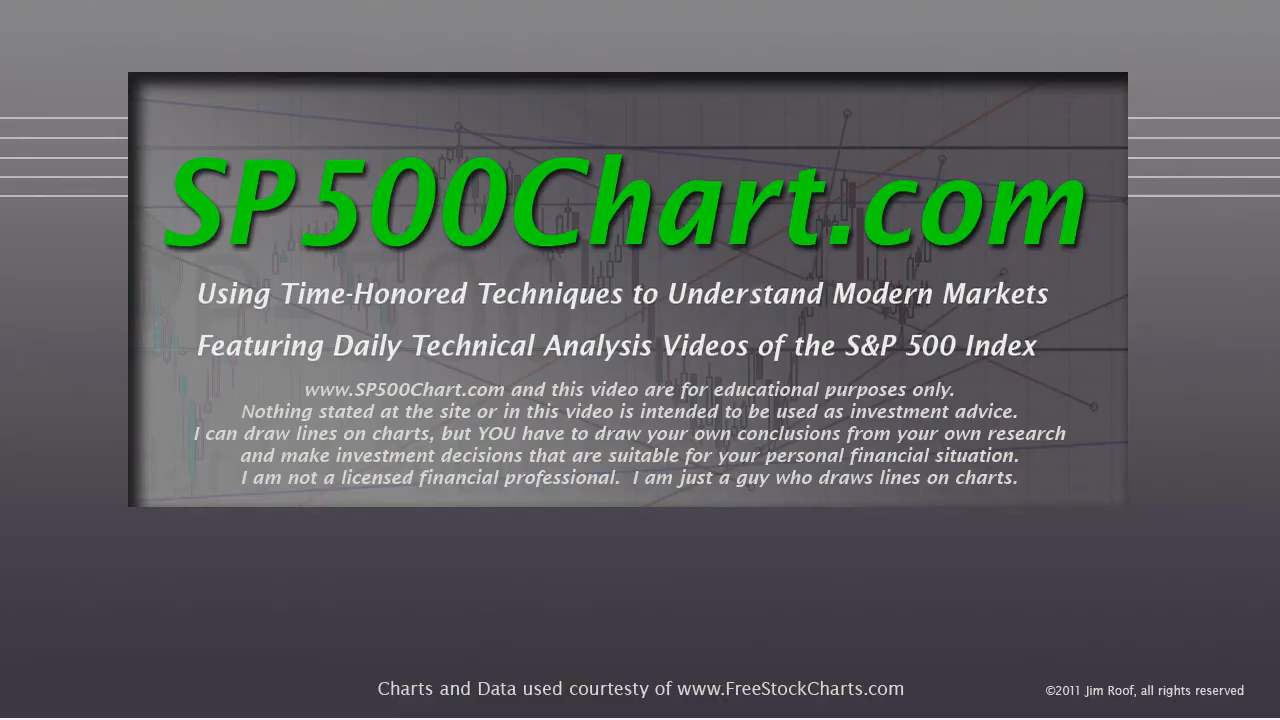 SP500Chart.com
Using Time-Honored Techniques to Understand Modern Markets
Featuring Daily Technical Analysis Videos of the S&P 500 Index
www.SP500Chart.com and this video are for educational purposes only.
Nothing stated at the site or in this video is intended to be used as investment advice.
I can draw lines on charts, but YOU have to draw your own conclusions from your own research
and make investment decisions that are suitable for your personal financial situation.
I am not a licensed financial professional.  I am just a guy who draws lines on charts.
Charts and Data used courtesty of www.FreeStockCharts.com
©2011 Jim Roof, all rights reserved